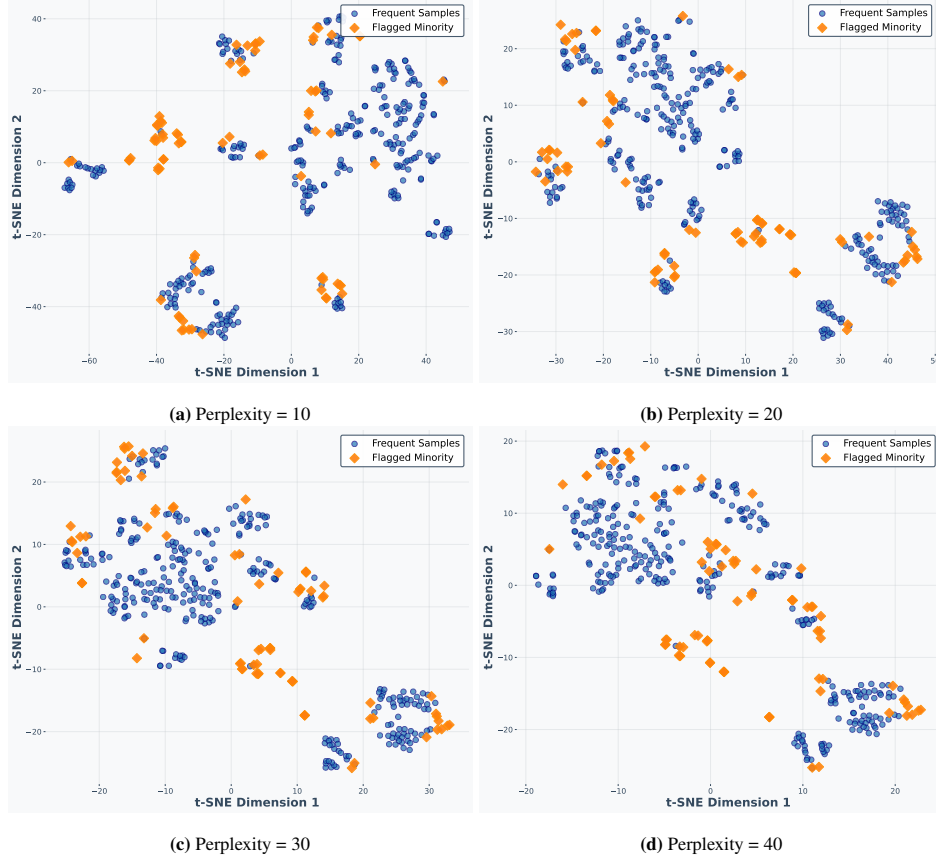 Frequent Samples
Flagged Minority
t-SNE Dimension 2
40
20
0
−20
−40
−60
−40
−20
0
20
40
t-SNE Dimension 1
(a) Perplexity = 10
Frequent Samples
Flagged Minority
t-SNE Dimension 2
20
10
0
−10
−20
−30
−30
−20
−10
0
10
20
30
40
50
t-SNE Dimension 1
(b) Perplexity = 20
Frequent Samples
Flagged Minority
t-SNE Dimension 2
20
10
0
−10
−20
−20
−10
0
10
20
30
t-SNE Dimension 1
(c) Perplexity = 30
Frequent Samples
Flagged Minority
t-SNE Dimension 2
20
10
0
−10
−20
−20
−10
0
10
20
t-SNE Dimension 1
(d) Perplexity = 40